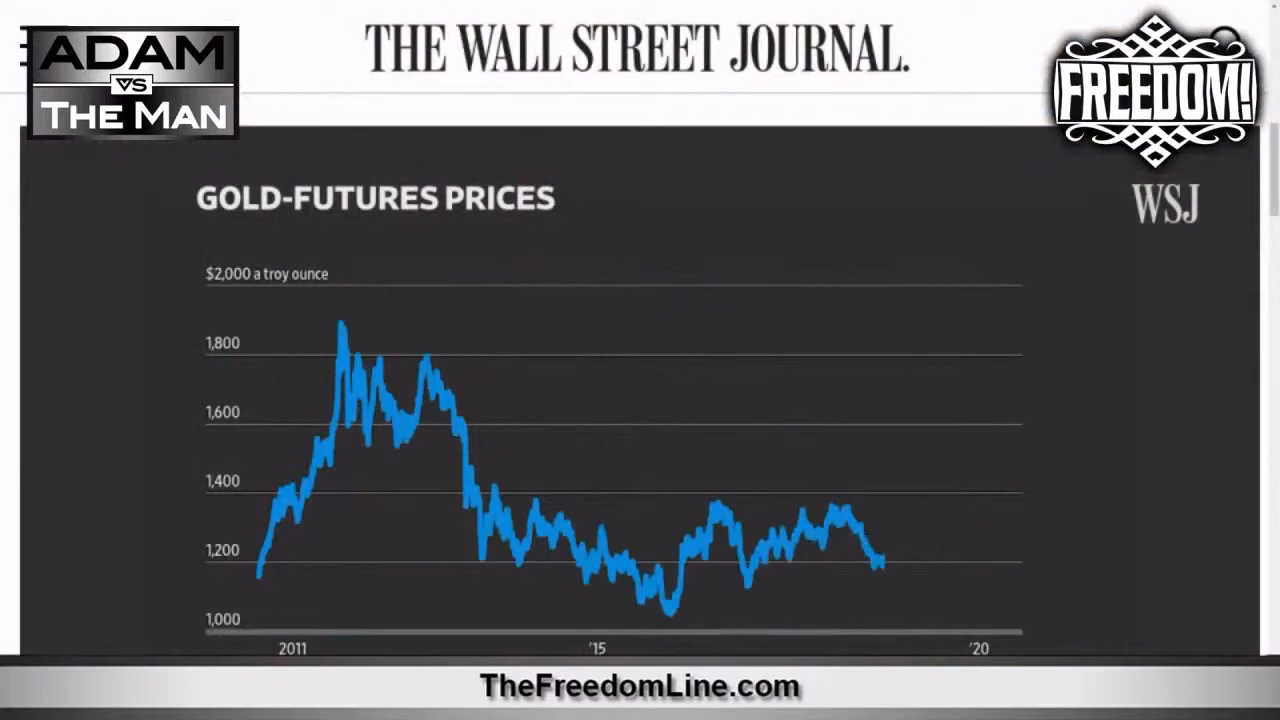 ADAM
VS
THE MAN
THE WALL STREET JOURNAL.
FREEDOM!
GOLD-FUTURES PRICES
WSJ
$2,000 a troy ounce
1,800
1,600
1,400
1,200
1,000
2011
'15
'20
TheFreedomLine.com